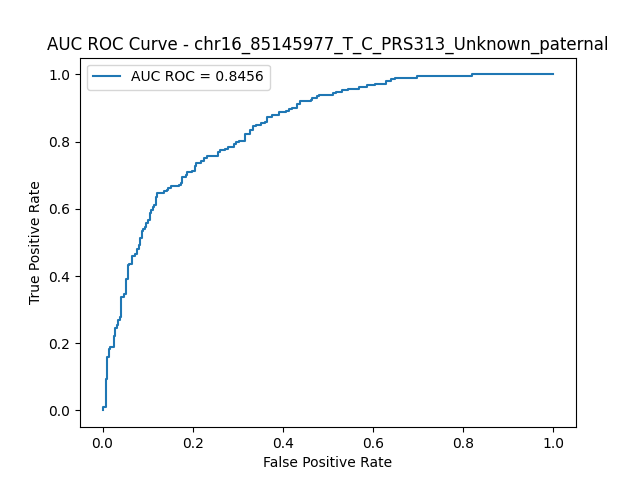 AUC ROC Curve - chr16_85145977_T_C_PRS313_Unknown_paternal
AUC ROC = 0.8456
1.0
0.8
0.6
0.4
0.2
0.0
True Positive Rate
0.0 0.2 0.4 0.6 0.8 1.0
False Positive Rate